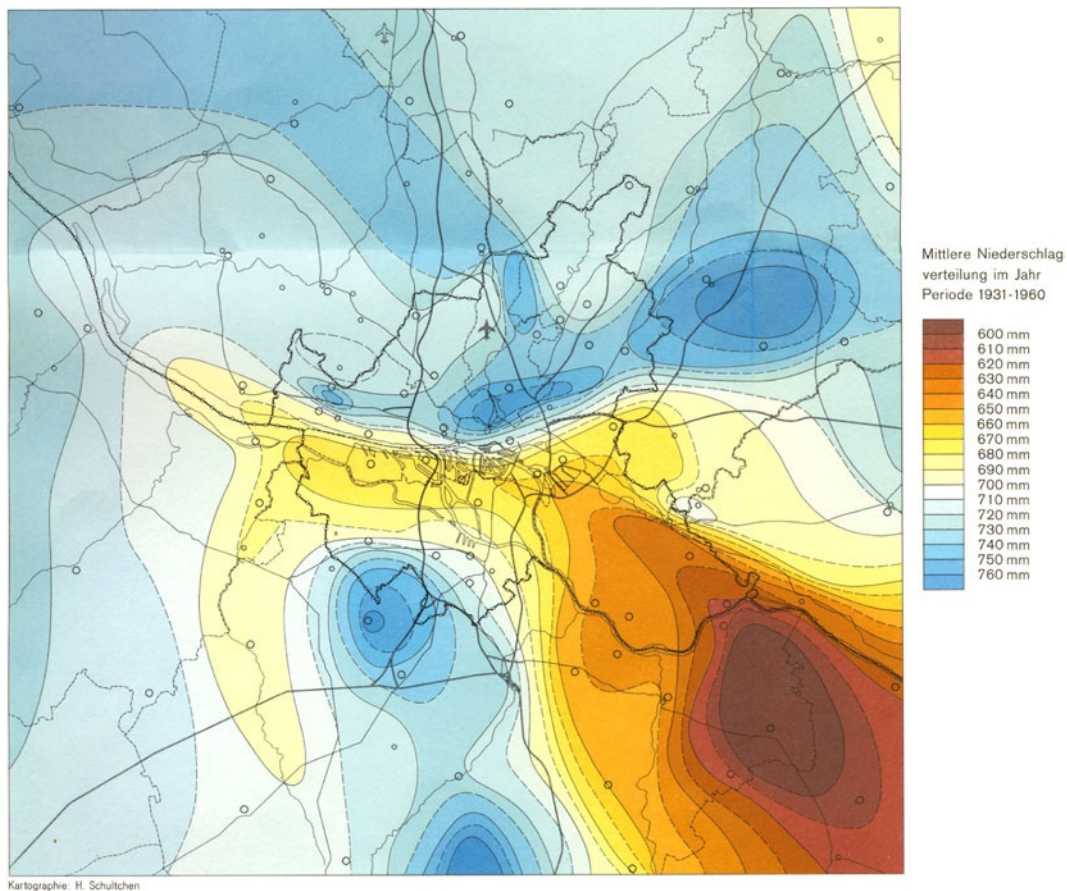 Mittlere Niederschlag
verteilung im Jahr
Periode 1931-1960
600 mm
610 mm
620 mm
630 mm
640 mm
650 mm
660 mm
670 mm
680 mm
690 mm
700 mm
710 mm
720 mm
730 mm
740 mm
750 mm
760 mm
Kartographie: H. Schultchen